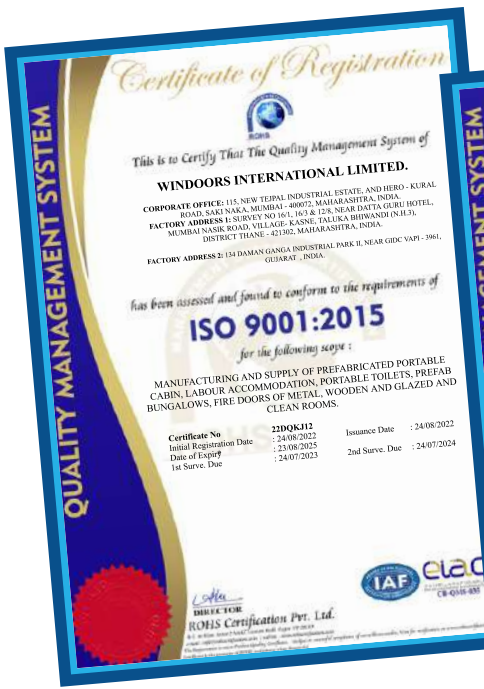 Certificate of Registration
ROHS
This is to Certify That The Quality Management System of
WINDOORS INTERNATIONAL LIMITED.
CORPORATE OFFICE: 115, NEW TEJPAL INDUSTRIAL ESTATE, AND HERO - KURAL
ROAD, SAKI NAKA, MUMBAI - 400072, MAHARASHTRA, INDIA.
FACTORY ADDRESS 1: SURVEY NO 16/1, 16/3 & 12/8, NEAR DATTA GURU HOTEL,
MUMBAI NASIK ROAD, VILLAGE- KASNE, TALUKA BHIWANDI (N.H.3),
DISTRICT THANE - 421302, MAHARASHTRA, INDIA.
FACTORY ADDRESS 2: 134 DAMAN GANGA INDUSTRIAL PARK II, NEAR GIDC VAPI - 3961,
GUJARAT , INDIA.
has been assessed and found to conform to the requirements of
ISO 9001:2015
for the following scope :
MANUFACTURING AND SUPPLY OF PREFABRICATED PORTABLE
CABIN, LABOUR ACCOMMODATION, PORTABLE TOILETS, PREFAB
BUNGALOWS, FIRE DOORS OF METAL, WOODEN AND GLAZED AND
CLEAN ROOMS.
Certificate No 22DQKJ12
Initial Registration Date : 24/08/2022 Issuance Date : 24/08/2022
Date of Expiry : 23/08/2025
1st Surve. Due : 24/07/2023 2nd Surve. Due : 24/07/2024
QUALITY MANAGEMENT SYSTEM
DIRECTOR
ROHS Certification Pvt. Ltd.
IAF
eiac
AGEMENT SYSTEM